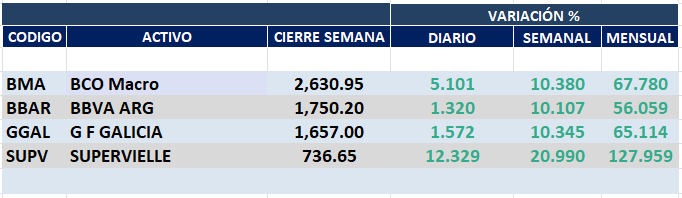 VARIACIÓN %
CODIGO ACTIVO CIERRE SEMANA DIARIO SEMANAL MENSUAL
BMA BCO Macro 2,630.95 5.101 10.380 67.780
BBAR BBVA ARG 1,750.20 1.320 10.107 56.059
GGAL G F GALICIA 1,657.00 1.572 10.345 65.114
SUPV SUPERVIELLE 736.65 12.329 20.990 127.959